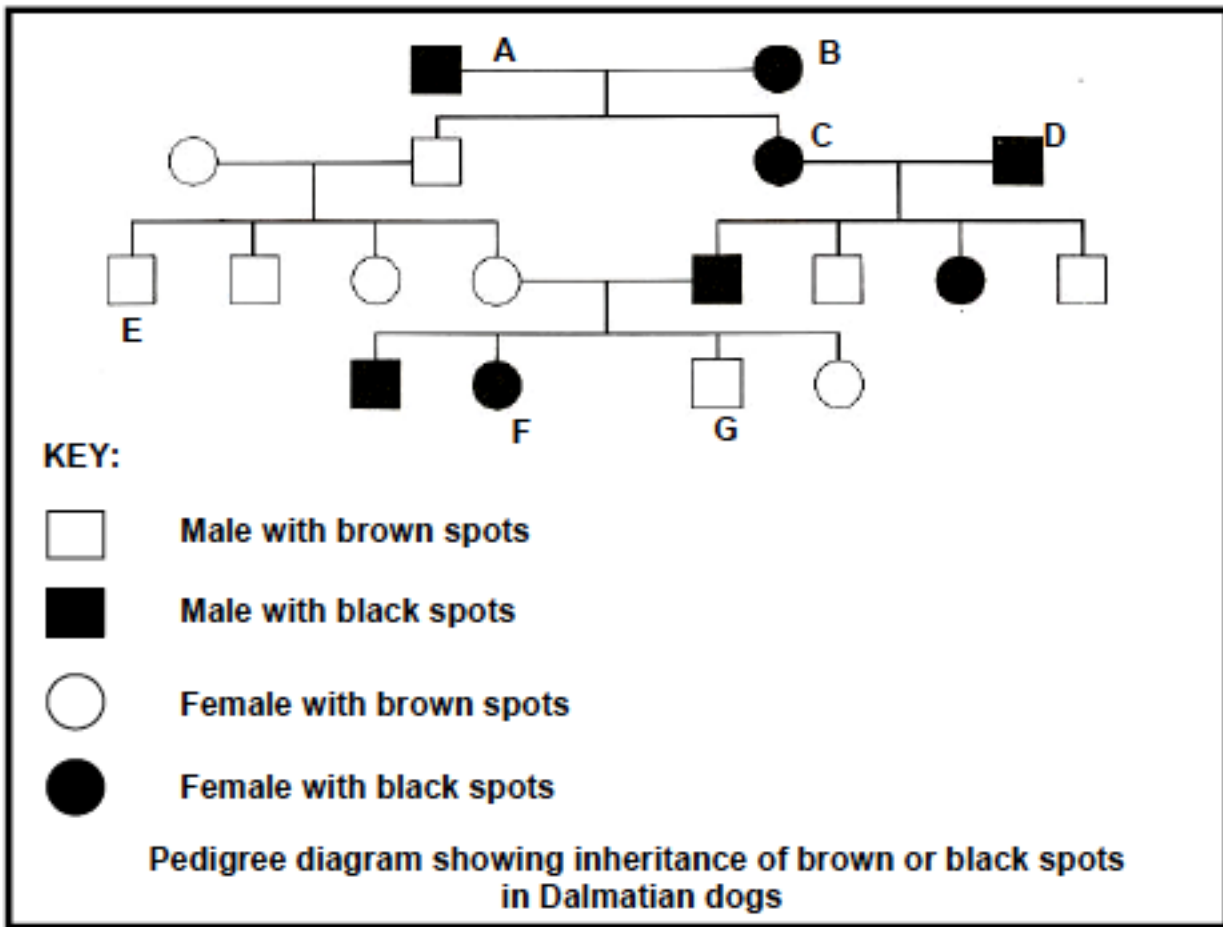 A
B
C
D
E
F
G
KEY:
Male with brown spots
Male with black spots
Female with brown spots
Female with black spots
Pedigree diagram showing inheritance of brown or black spots
in Dalmatian dogs